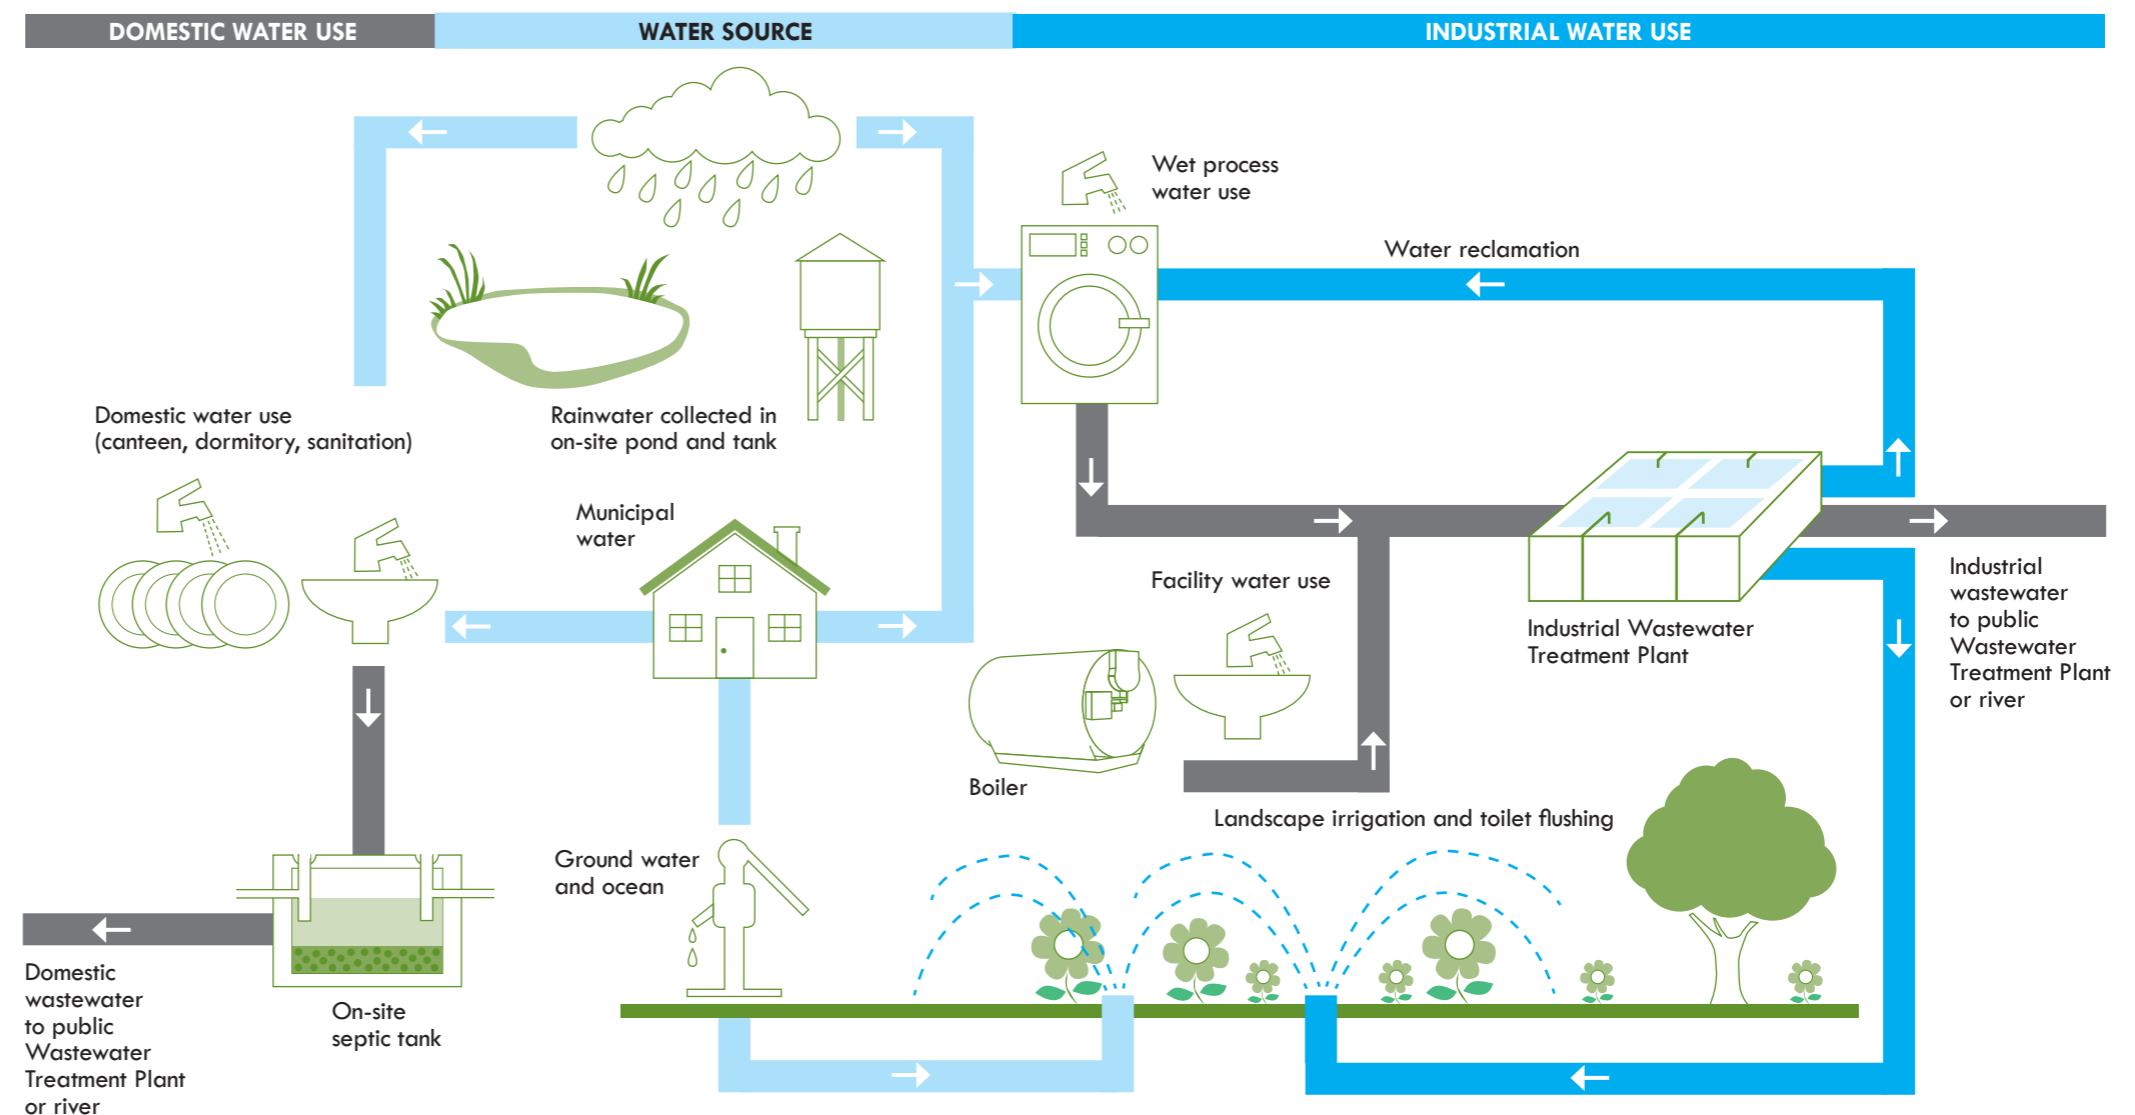 DOMESTIC WATER USE
WATER SOURCE
INDUSTRIAL WATER USE
Wet process
water use
Water reclamation
Domestic water use
(canteen, dormitory, sanitation)
Rainwater collected in
on-site pond and tank
Municipal
water
Facility water use
Industrial Wastewater
Treatment Plant
Industrial
wastewater
to public
Wastewater
Treatment Plant
or river
Boiler
Landscape irrigation and toilet flushing
Ground water
and ocean
Domestic
wastewater
to public
Wastewater
Treatment Plant
or river
On-site
septic tank